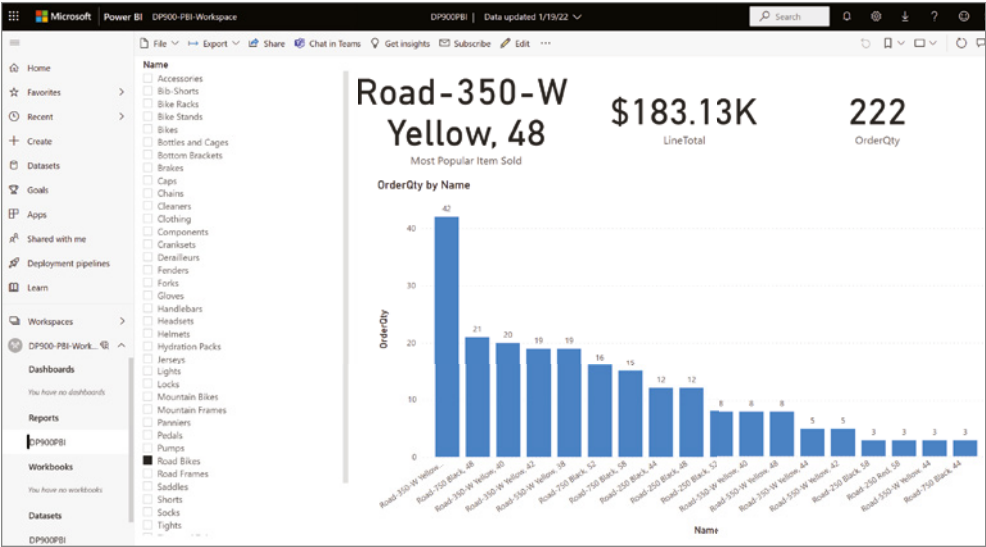 Microsoft Power BI DP900-PBI-Workspace DP900PBI | Data updated 1/19/22 Search
File Export Share Chat in Teams Get insights Subscribe Edit ...
Home
Favorites
Recent
Create
Datasets
Goals
Apps
Shared with me
Deployment pipelines
Learn
Workspaces
DP900-PBI-Work...
Dashboards
You have no dashboards
Reports
DP900PBI
Workbooks
You have no workbooks
Datasets
DP900PBI
Name
Accessories
Bib-Shorts
Bike Racks
Bike Stands
Bikes
Bottles and Cages
Bottom Brackets
Brakes
Caps
Chains
Cleaners
Clothing
Components
Cranksets
Derailleurs
Fenders
Forks
Gloves
Handlebars
Headsets
Helmets
Hydration Packs
Jerseys
Lights
Locks
Mountain Bikes
Mountain Frames
Panniers
Pedals
Pumps
Road Bikes
Road Frames
Saddles
Shorts
Socks
Tights
Road-350-W
Yellow, 48
Most Popular Item Sold
$183.13K
LineTotal
222
OrderQty
OrderQty by Name
OrderQty
40
30
20
10
0
42
21
20
19
19
16
15
12
12
8
8
8
5
5
3
3
3
3
Road-350-W Yellow...
Road-750 Black, 48
Road-350-W Yellow, 40
Road-350-W Yellow, 42
Road-550-W Yellow, 38
Road-750 Black, 52
Road-750 Black, 58
Road-250 Black, 44
Road-250 Black, 48
Road-250 Black, 52
Road-550-W Yellow, 40
Road-550-W Yellow, 48
Road-350-W Yellow, 44
Road-550-W Yellow, 42
Road-250 Black, 58
Road-250 Red, 58
Road-550-W Yellow, 44
Road-750 Black, 44
Name